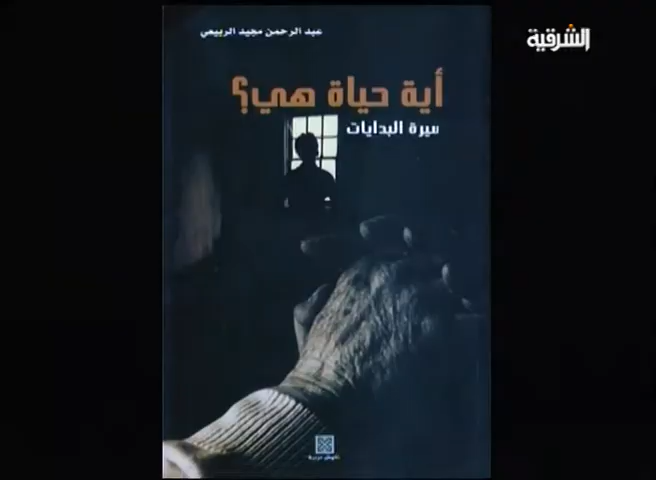 الشرقية
عبد الرحمن مجيد الربيعي
أية حياة هي؟
سيرة البدايات